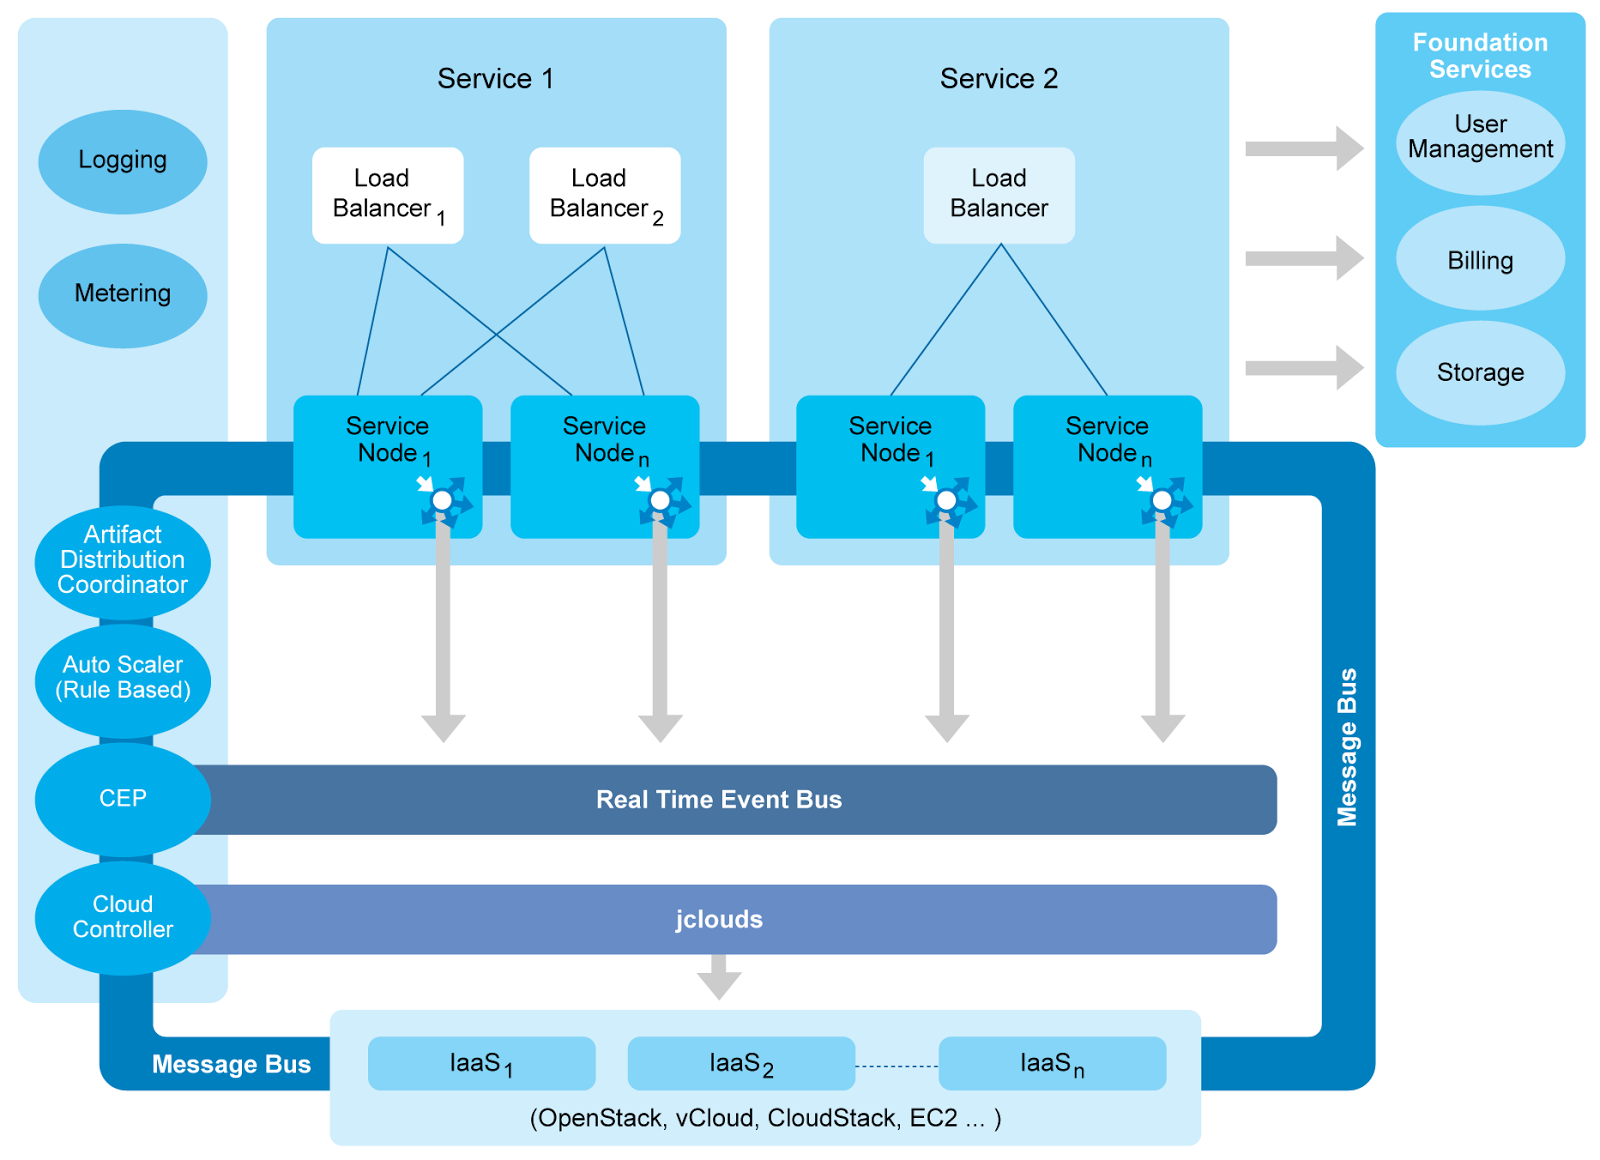 Logging
Metering
Artifact
Distribution
Coordinator
Auto Scaler
(Rule Based)
CEP
Cloud
Controller
Service 1
Load
Balancer 1
Load
Balancer 2
Service
Node 1
Service
Node n
Service 2
Load
Balancer
Service
Node 1
Service
Node n
Foundation
Services
User
Management
Billing
Storage
Real Time Event Bus
jclouds
Message Bus
Message Bus
IaaS 1
IaaS 2
IaaS n
(OpenStack, vCloud, CloudStack, EC2 ... )